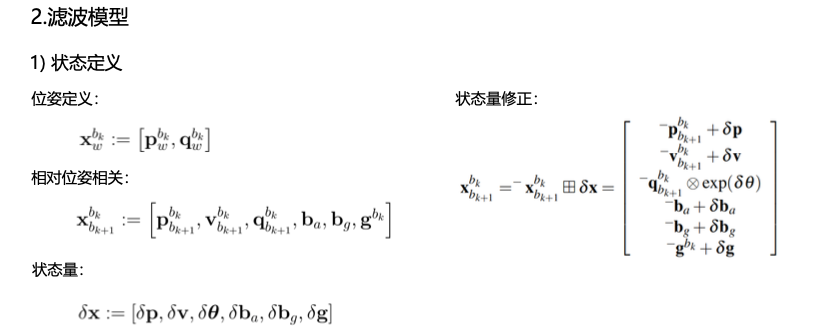 2.滤波模型
1) 状态定义
位姿定义：
$\mathbf{x}_{w}^{b_k} := \left[\mathbf{p}_{w}^{b_k}, \mathbf{q}_{w}^{b_k}\right]$
相对位姿相关：
$\mathbf{x}_{b_{k+1}}^{b_k} := \left[\mathbf{p}_{b_{k+1}}^{b_k}, \mathbf{v}_{b_{k+1}}^{b_k}, \mathbf{q}_{b_{k+1}}^{b_k}, \mathbf{b}_a, \mathbf{b}_g, \mathbf{g}^{b_k}\right]$
状态量：
$\delta\mathbf{x} := [\delta\mathbf{p}, \delta\mathbf{v}, \delta\boldsymbol{\theta}, \delta\mathbf{b}_a, \delta\mathbf{b}_g, \delta\mathbf{g}]$
状态量修正：
$\mathbf{x}_{b_{k+1}}^{b_k} = {}^{-}\mathbf{x}_{b_{k+1}}^{b_k} \boxplus \delta\mathbf{x} = \begin{bmatrix} {}^{-}\mathbf{p}_{b_{k+1}}^{b_k} + \delta\mathbf{p} \\ {}^{-}\mathbf{v}_{b_{k+1}}^{b_k} + \delta\mathbf{v} \\ {}^{-}\mathbf{q}_{b_{k+1}}^{b_k} \otimes \exp(\delta\theta) \\ {}^{-}\mathbf{b}_a + \delta\mathbf{b}_a \\ {}^{-}\mathbf{b}_g + \delta\mathbf{b}_g \\ {}^{-}\mathbf{g}^{b_k} + \delta\mathbf{g} \end{bmatrix}$